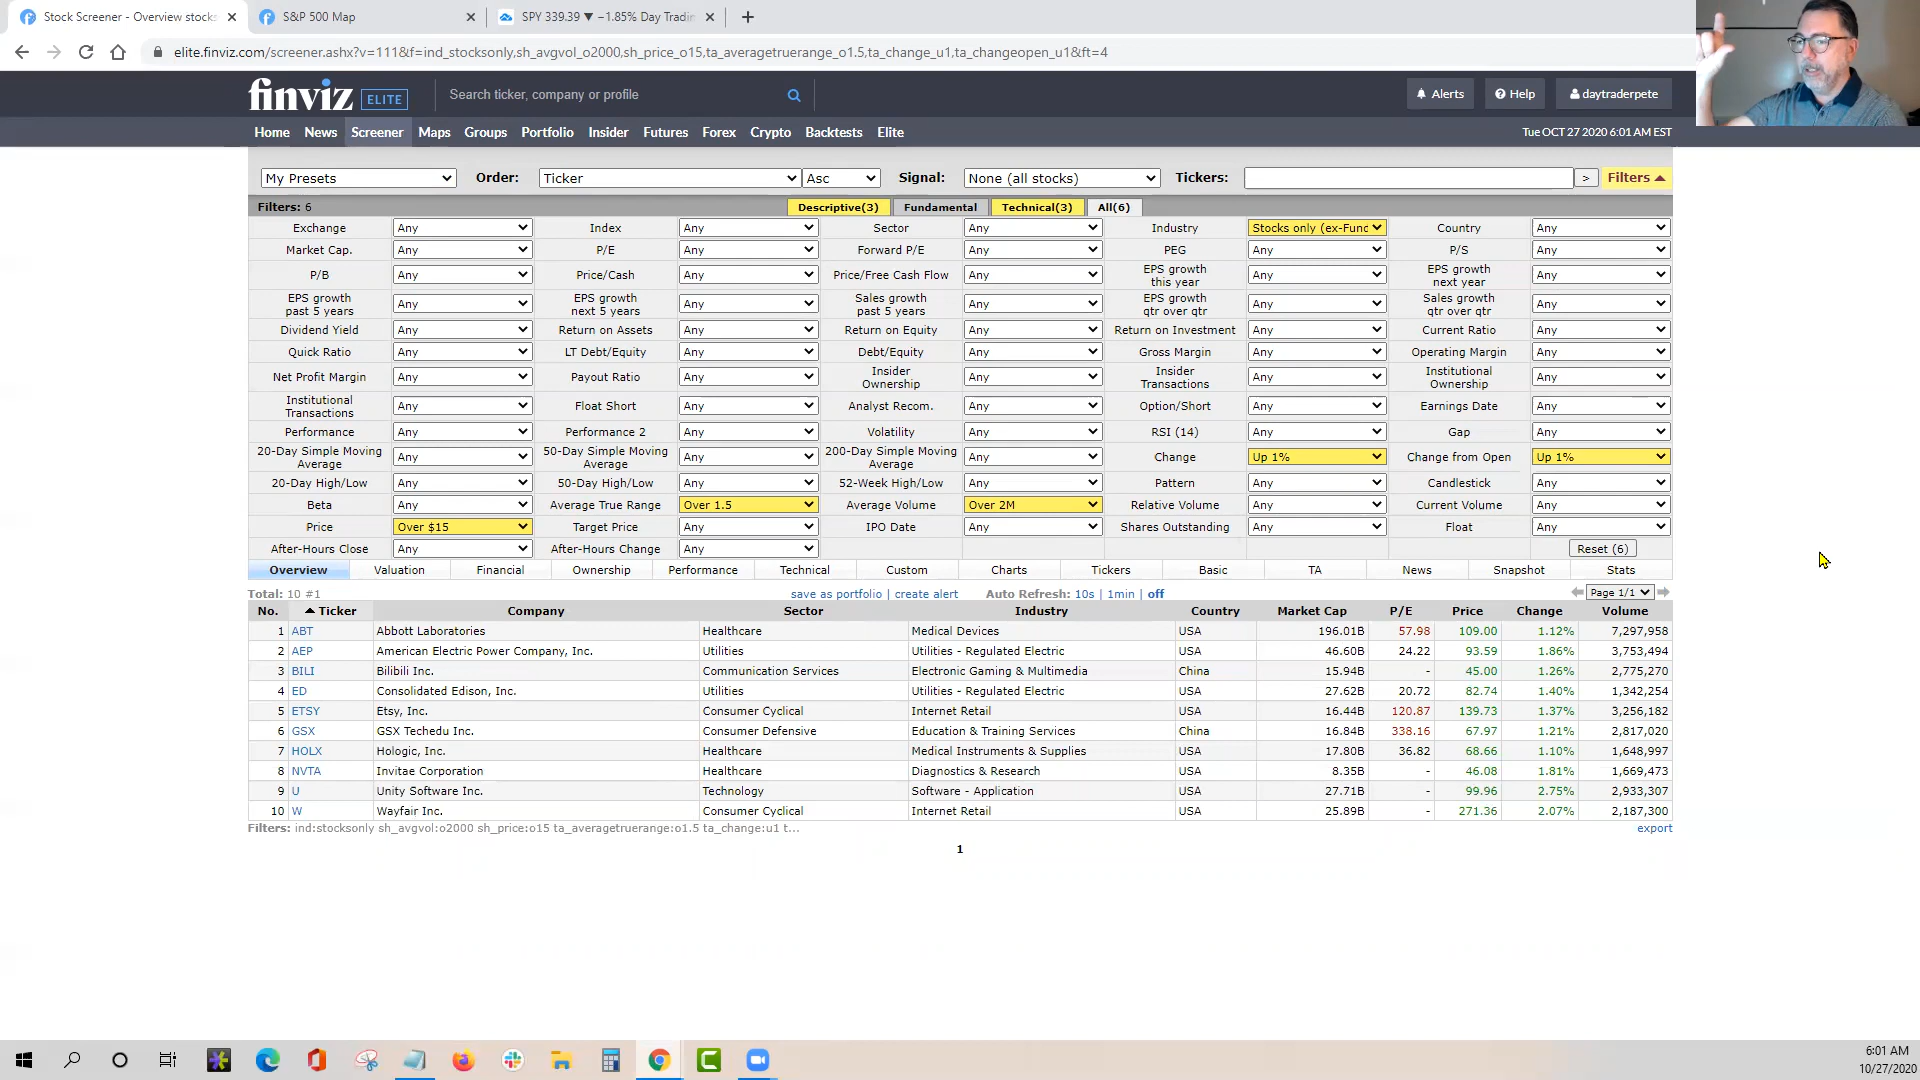 Stock Screener - Overview stocks
S&P 500 Map
SPY 339.39 ▼ −1.85% Day Tradin
elite.finviz.com/screener.ashx?v=111&f=ind_stocksonly,sh_avgvol_o2000,sh_price_o15,ta_averagetruerange_o1.5,ta_change_u1,ta_changeopen_u1&ft=4
finviz ELITE
Search ticker, company or profile
Alerts
Help
daytraderpete
Home News Screener Maps Groups Portfolio Insider Futures Forex Crypto Backtests Elite
Tue OCT 27 2020 6:01 AM EST
My Presets Order: Ticker Asc Signal: None (all stocks) Tickers: > Filters
Filters: 6 Descriptive(3) Fundamental Technical(3) All(6)
Exchange Any Index Any Sector Any Industry Stocks only (ex-Func Country Any
Market Cap. Any P/E Any Forward P/E Any PEG Any P/S Any
P/B Any Price/Cash Any Price/Free Cash Flow Any EPS growth this year Any EPS growth next year Any
EPS growth past 5 years Any EPS growth next 5 years Any Sales growth past 5 years Any EPS growth qtr over qtr Any Sales growth qtr over qtr Any
Dividend Yield Any Return on Assets Any Return on Equity Any Return on Investment Any Current Ratio Any
Quick Ratio Any LT Debt/Equity Any Debt/Equity Any Gross Margin Any Operating Margin Any
Net Profit Margin Any Payout Ratio Any Insider Ownership Any Insider Transactions Any Institutional Ownership Any
Institutional Transactions Any Float Short Any Analyst Recom. Any Option/Short Any Earnings Date Any
Performance Any Performance 2 Any Volatility Any RSI (14) Any Gap Any
20-Day Simple Moving Average Any 50-Day Simple Moving Average Any 200-Day Simple Moving Average Any Change Up 1% Change from Open Up 1%
20-Day High/Low Any 50-Day High/Low Any 52-Week High/Low Any Pattern Any Candlestick Any
Beta Any Average True Range Over 1.5 Average Volume Over 2M Relative Volume Any Current Volume Any
Price Over $15 Target Price Any IPO Date Any Shares Outstanding Any Float Any
After-Hours Close Any After-Hours Change Any Reset (6)
Overview Valuation Financial Ownership Performance Technical Custom Charts Tickers Basic TA News Snapshot Stats
Total: 10 #1 save as portfolio | create alert Auto Refresh: 10s | 1min | off Page 1/1
No. Ticker Company Sector Industry Country Market Cap P/E Price Change Volume
1 ABT Abbott Laboratories Healthcare Medical Devices USA 196.01B 57.98 109.00 1.12% 7,297,958
2 AEP American Electric Power Company, Inc. Utilities Utilities - Regulated Electric USA 46.60B 24.22 93.59 1.86% 3,753,494
3 BILI Bilibili Inc. Communication Services Electronic Gaming & Multimedia China 15.94B - 45.00 1.26% 2,775,270
4 ED Consolidated Edison, Inc. Utilities Utilities - Regulated Electric USA 27.62B 20.72 82.74 1.40% 1,342,254
5 ETSY Etsy, Inc. Consumer Cyclical Internet Retail USA 16.44B 120.87 139.73 1.37% 3,256,182
6 GSX GSX Techedu Inc. Consumer Defensive Education & Training Services China 16.84B 338.16 67.97 1.21% 2,817,020
7 HOLX Hologic, Inc. Healthcare Medical Instruments & Supplies USA 17.80B 36.82 68.66 1.10% 1,648,997
8 NVTA Invitae Corporation Healthcare Diagnostics & Research USA 8.35B - 46.08 1.81% 1,669,473
9 U Unity Software Inc. Technology Software - Application USA 27.71B - 99.96 2.75% 2,933,307
10 W Wayfair Inc. Consumer Cyclical Internet Retail USA 25.89B - 271.36 2.07% 2,187,300
Filters: ind:stocksonly sh_avgvol:o2000 sh_price:o15 ta_averagetruerange:o1.5 ta_change:u1 t... export
1
6:01 AM
10/27/2020